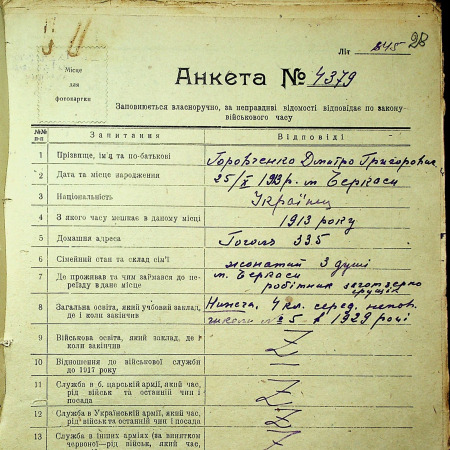 28
Літ 845
Місце
для
фотокартки
Анкета № 4379
Заповнюється власноручно, за неправдиві відомості відповідає по закону
військового часу
№№ п-п Запитання Відповіді
1 Прізвище, ім'я та по-батькові Горовченко Дмитро Григорович
2 Дата та місце народження 25/X 1913 р. м Черкаси
3 Національність Українец
4 З якого часу мешкає в даному місці 1913 року
5 Домашня адреса Гоголь 335
6 Сімейний стан та склад сім'ї жонатий 3 душі
7 Де проживав та чим займався до переїзду в дане місце м. Черкаси
робітник заготзерно
8 Загальна освіта, який учбовий заклад, де і коли закінчив Нижча, 4 кл. серед. непов.
школи № 5 в 1929 році
9 Військова освіта, який заклад, де і коли закінчив
10 Відношення до військової служби
до 1917 року
11 Служба в б. царській армії, який час,
рід військ та останній чин і
посада
12 Служба в Українській армії, який час,
рід військ та останній чин і посада
13 Служба в інших арміях (за винятком
червоної—рід військ, який час,